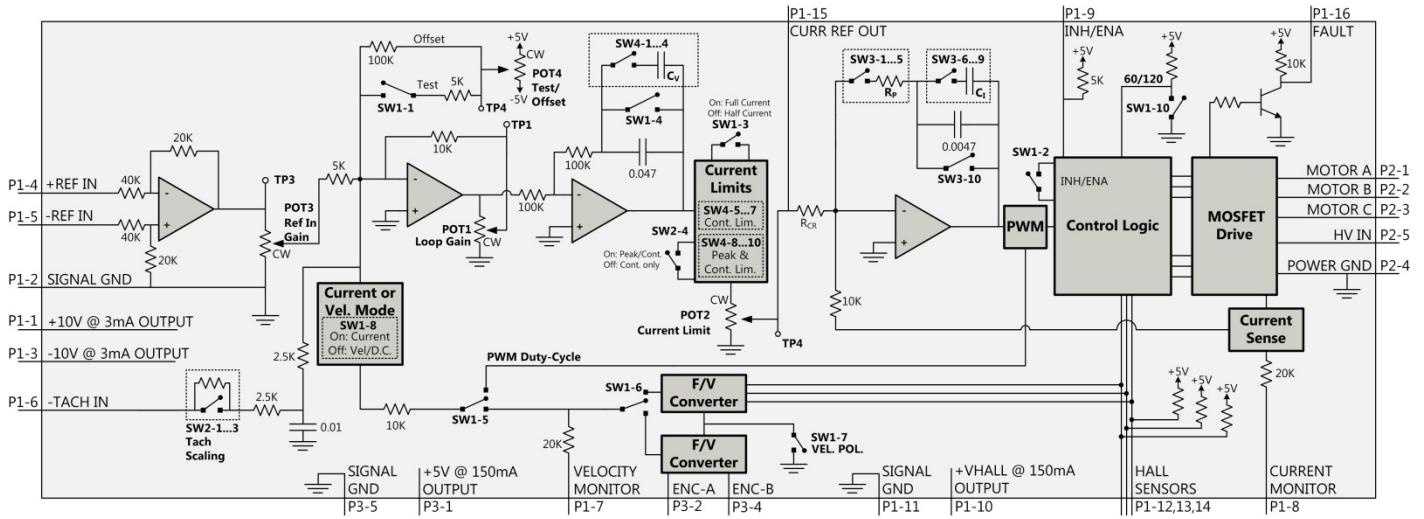 P1-15
CURR REF OUT
P1-9
INH/ENA
P1-16
FAULT
100K
Offset
+5V
CW
-5V
POT4
Test/
Offset
SW1-1
Test
5K
TP4
SW4-1...4
CV
SW1-4
0.047
100K
On: Full Current
Off: Half Current
SW1-3
SW3-1...5
RP
SW3-6...9
CI
0.0047
SW3-10
+5V
5K
+5V
60/120
SW1-10
+5V
10K
20K
P1-4
+REF IN
40K
-
+
P1-5
-REF IN
40K
20K
TP3
POT3
Ref In
Gain
CW
5K
TP1
10K
-
+
POT1
Loop Gain
CW
100K
-
+
Current
Limits
SW4-5...7
Cont. Lim.
SW4-8...10
Peak &
Cont. Lim.
SW2-4
On: Peak/Cont.
Off: Cont. only
CW
POT2
Current Limit
TP4
RCR
-
+
10K
SW1-2
PWM
INH/ENA
Control Logic
MOSFET
Drive
MOTOR A
P2-1
MOTOR B
P2-2
MOTOR C
P2-3
HV IN
P2-5
POWER GND
P2-4
P1-2
SIGNAL GND
P1-1
+10V @ 3mA OUTPUT
P1-3
-10V @ 3mA OUTPUT
P1-6
-TACH IN
SW2-1...3
Tach
Scaling
2.5K
2.5K
0.01
Current or
Vel. Mode
SW1-8
On: Current
Off: Vel/D.C.
10K
SW1-5
PWM Duty-Cycle
20K
SW1-6
F/V
Converter
F/V
Converter
SW1-7
VEL. POL.
Current
Sense
20K
+5V
+5V
+5V
SIGNAL
GND
P3-5
+5V @ 150mA
OUTPUT
P3-1
VELOCITY
MONITOR
P1-7
ENC-A
P3-2
ENC-B
P3-4
SIGNAL
GND
P1-11
+VHALL @ 150mA
OUTPUT
P1-10
HALL
SENSORS
P1-12,13,14
CURRENT
MONITOR
P1-8